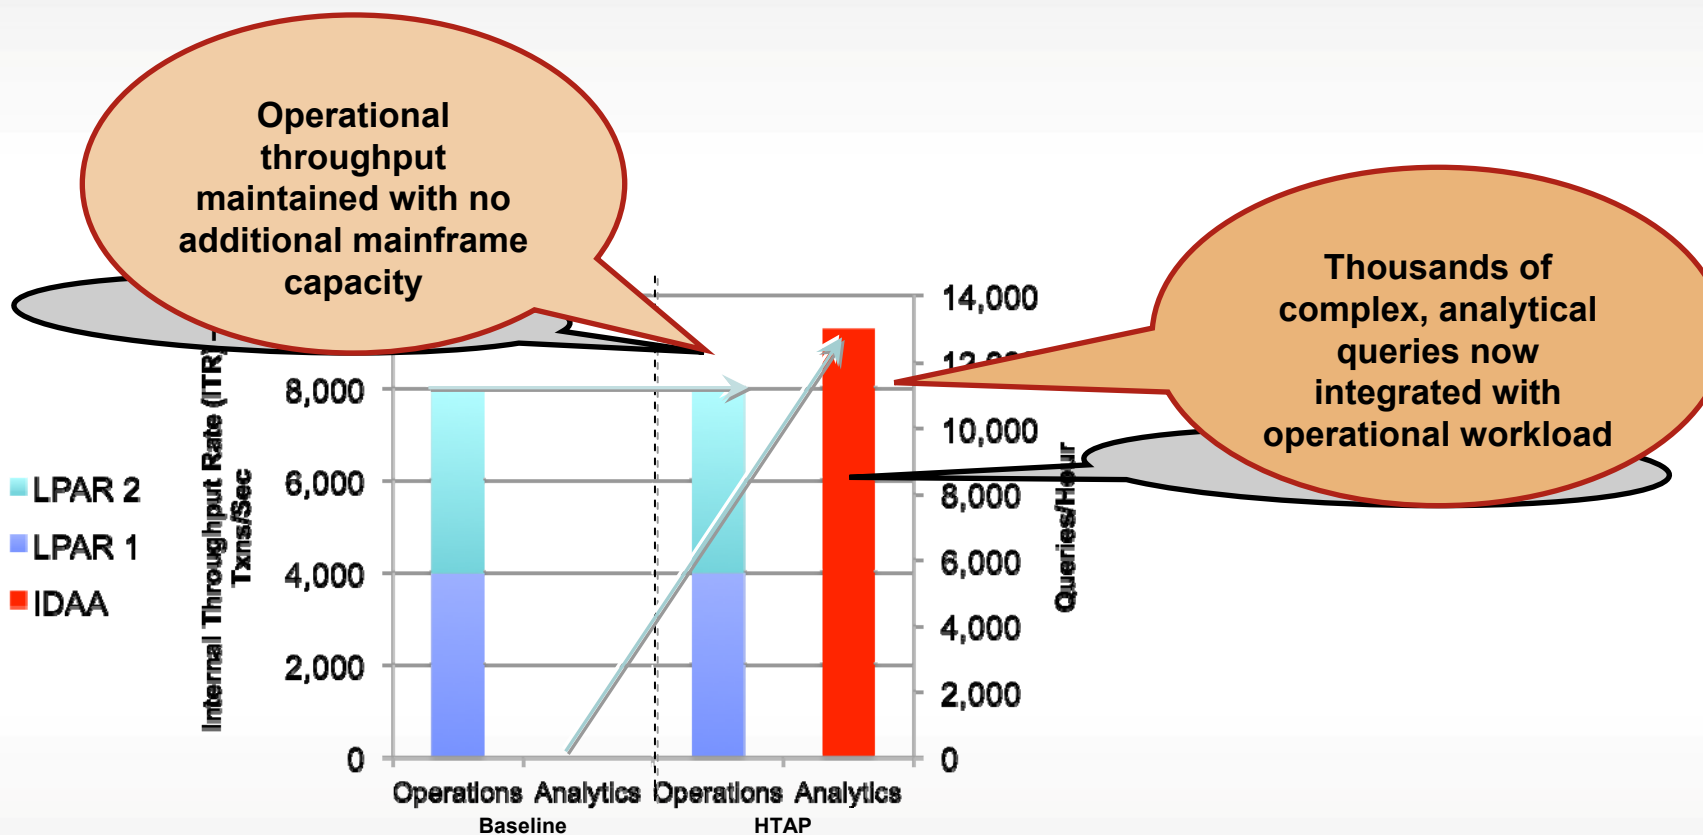 Operational
throughput
maintained with no
additional mainframe
capacity
Thousands of
complex, analytical
queries now
integrated with
operational workload
Internal Throughput Rate (ITR)
Txns/Sec
8,000
6,000
4,000
2,000
0
14,000
10,000
8,000
6,000
4,000
2,000
0
Queries/Hour
LPAR 2
LPAR 1
IDAA
Operations Analytics Operations Analytics
Baseline HTAP